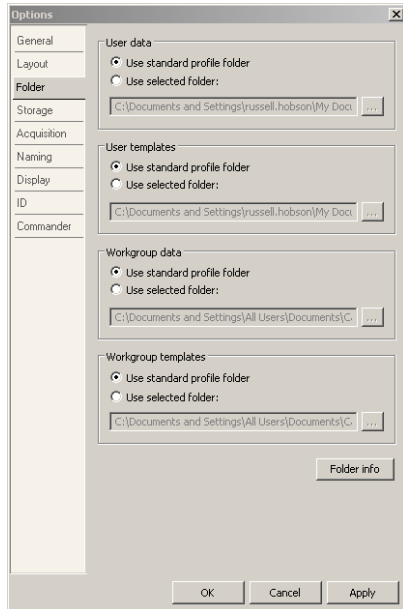 Options
General
Layout
Folder
Storage
Acquisition
Naming
Display
ID
Commander
User data
Use standard profile folder
Use selected folder:
C:\Documents and Settings\russell.hobson\My Docu
...
User templates
Use standard profile folder
Use selected folder:
C:\Documents and Settings\russell.hobson\My Docu
...
Workgroup data
Use standard profile folder
Use selected folder:
C:\Documents and Settings\All Users\Documents\C
...
Workgroup templates
Use standard profile folder
Use selected folder:
C:\Documents and Settings\All Users\Documents\C
...
Folder info
OK
Cancel
Apply